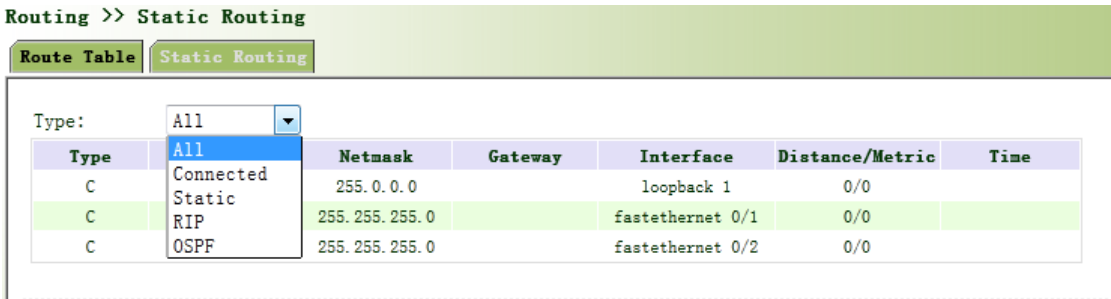 Routing >> Static Routing
Route Table Static Routing
Type: All
Type Netmask Gateway Interface Distance/Metric Time
All
Connected
Static
RIP
OSPF
C 255.0.0.0 loopback 1 0/0
C 255.255.255.0 fastethernet 0/1 0/0
C 255.255.255.0 fastethernet 0/2 0/0